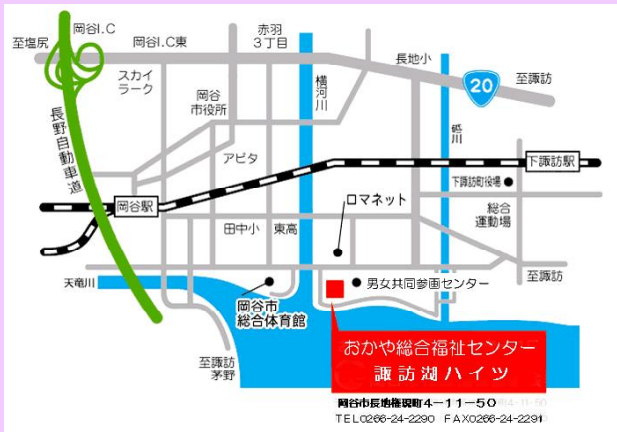 岡谷I.C
至塩尻
岡谷I.C東
赤羽
3丁目
長地小
至諏訪
20
スカイ
ラーク
岡谷
市役所
横河川
砥川
長野自動車道
アピタ
下諏訪駅
下諏訪町役場
岡谷駅
ロマネット
総合
運動場
田中小
東高
天竜川
至諏訪
男女共同参画センター
岡谷市
総合体育館
至諏訪
茅野
おかや総合福祉センター
諏訪湖ハイツ
岡谷市長地権現町4-11-50
TEL0266-24-2290 FAX0266-24-2291